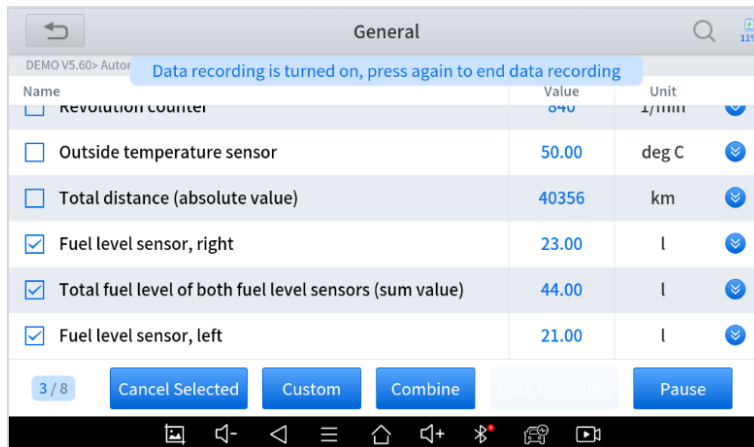 General
11%
DEMO V5.60> Autor
Data recording is turned on, press again to end data recording
Name Value Unit
Revolution counter 840 1/min
Outside temperature sensor 50.00 deg C
Total distance (absolute value) 40356 km
Fuel level sensor, right 23.00 l
Total fuel level of both fuel level sensors (sum value) 44.00 l
Fuel level sensor, left 21.00 l
3 / 8 Cancel Selected Custom Combine Data recording Pause